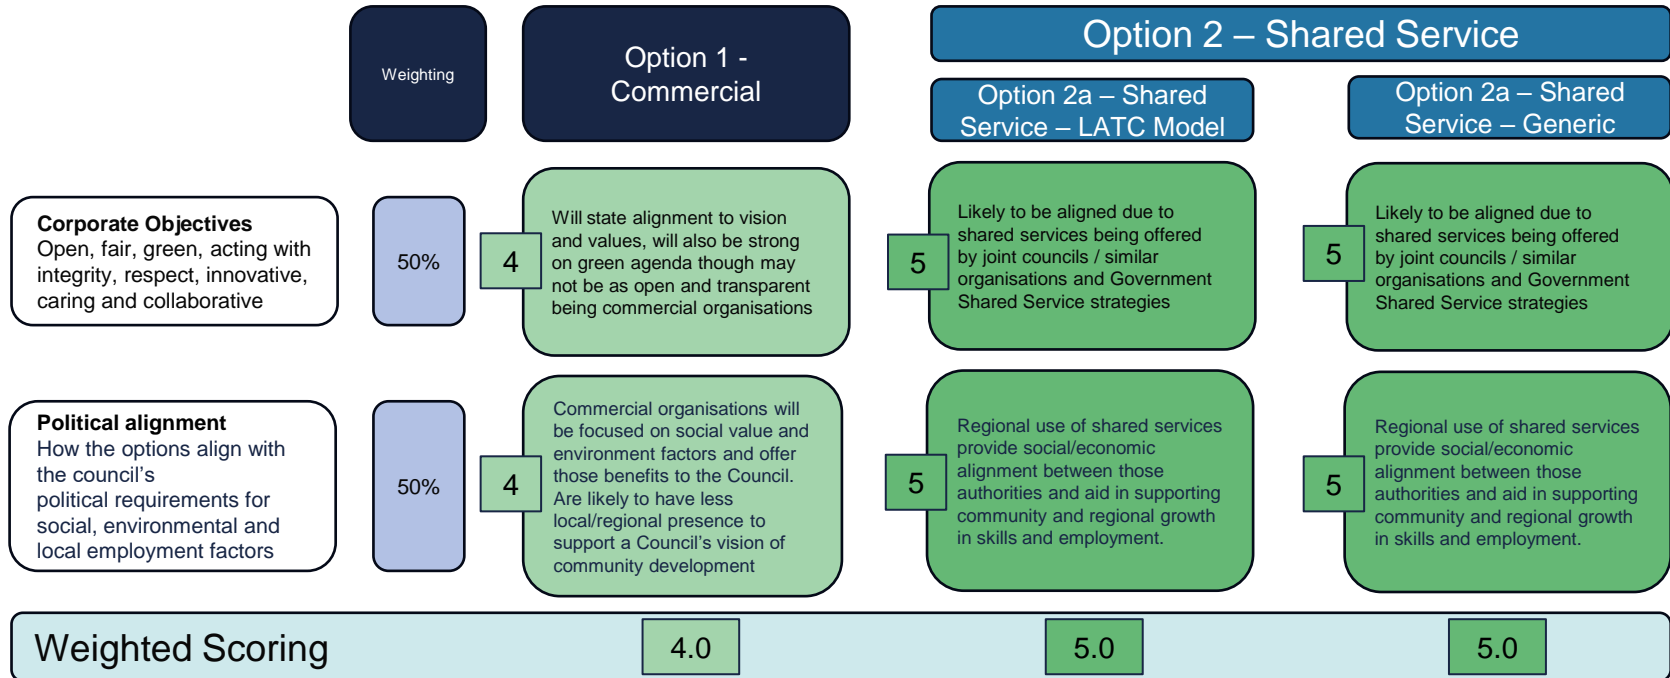 Weighting
Option 1 -
Commercial
Option 2 – Shared Service
Option 2a – Shared
Service – LATC Model
Option 2a – Shared
Service – Generic
Corporate Objectives
Open, fair, green, acting with
integrity, respect, innovative,
caring and collaborative
50%
4
Will state alignment to vision
and values, will also be strong
on green agenda though may
not be as open and transparent
being commercial organisations
5
Likely to be aligned due to
shared services being offered
by joint councils / similar
organisations and Government
Shared Service strategies
5
Likely to be aligned due to
shared services being offered
by joint councils / similar
organisations and Government
Shared Service strategies
Political alignment
How the options align with
the council's
political requirements for
social, environmental and
local employment factors
50%
4
Commercial organisations will
be focused on social value and
environment factors and offer
those benefits to the Council.
Are likely to have less
local/regional presence to
support a Council's vision of
community development
5
Regional use of shared services
provide social/economic
alignment between those
authorities and aid in supporting
community and regional growth
in skills and employment.
5
Regional use of shared services
provide social/economic
alignment between those
authorities and aid in supporting
community and regional growth
in skills and employment.
Weighted Scoring
4.0
5.0
5.0